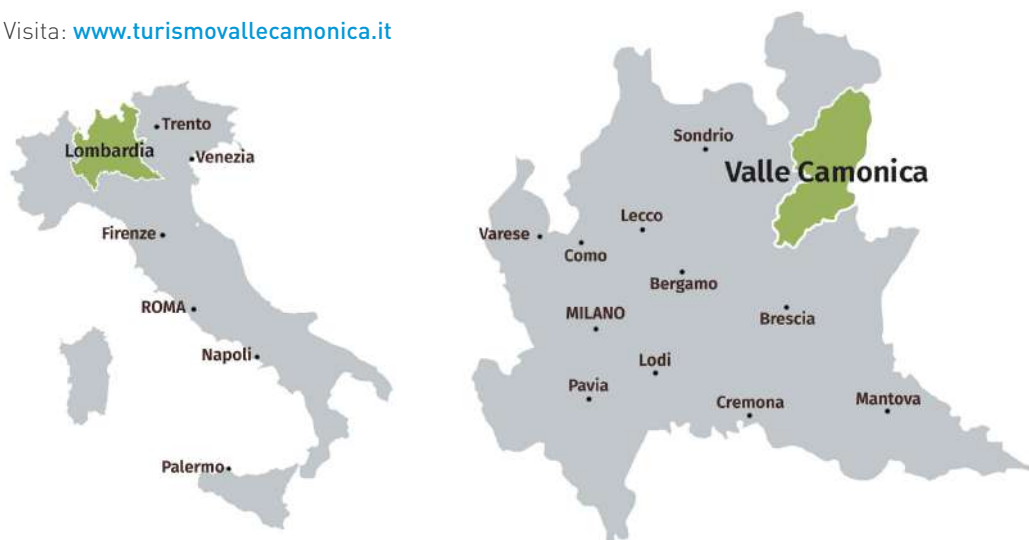 Visita: www.turismovallecamonica.it
Trento
Lombardia
Venezia
Firenze
ROMA
Napoli
Palermo
Sondrio
Valle Camonica
Lecco
Varese
Como
Bergamo
MILANO
Brescia
Lodi
Pavia
Cremona
Mantova